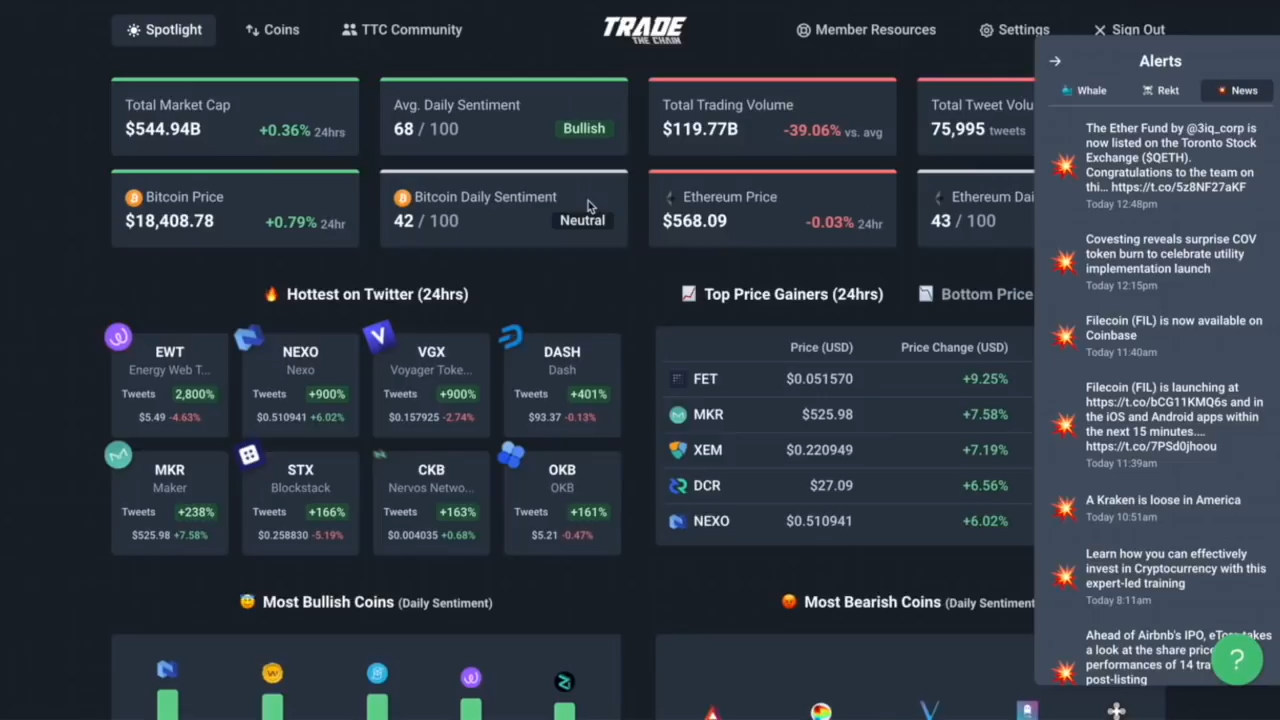 Spotlight
Coins
TTC Community
TRADE
THE CHAIN
Member Resources
Settings
Sign Out
Total Market Cap
$544.94B +0.36% 24hrs
Avg. Daily Sentiment
68 / 100 Bullish
Total Trading Volume
$119.77B -39.06% vs. avg
Total Tweet Volu
75,995 tweets
Bitcoin Price
$18,408.78 +0.79% 24hr
Bitcoin Daily Sentiment
42 / 100 Neutral
Ethereum Price
$568.09 -0.03% 24hr
Ethereum Dai
43 / 100
Hottest on Twitter (24hrs)
EWT
Energy Web T...
Tweets 2,800%
$5.49 -4.63%
NEXO
Nexo
Tweets +900%
$0.510941 +6.02%
VGX
Voyager Toke...
Tweets +900%
$0.157925 -2.74%
DASH
Dash
Tweets +401%
$93.37 -0.13%
MKR
Maker
Tweets +238%
$525.98 +7.58%
STX
Blockstack
Tweets +166%
$0.258830 -5.19%
CKB
Nervos Netwo...
Tweets +163%
$0.004035 +0.68%
OKB
OKB
Tweets +161%
$5.21 -0.47%
Top Price Gainers (24hrs)
Bottom Price
Price (USD) Price Change (USD)
FET $0.051570 +9.25%
MKR $525.98 +7.58%
XEM $0.220949 +7.19%
DCR $27.09 +6.56%
NEXO $0.510941 +6.02%
Most Bullish Coins (Daily Sentiment)
Most Bearish Coins (Daily Sentiment
Alerts
Whale Rekt News
The Ether Fund by @3iq_corp is
now listed on the Toronto Stock
Exchange ($QETH).
Congratulations to the team on
thi... https://t.co/5z8NF27aKF
Today 12:48pm
Covesting reveals surprise COV
token burn to celebrate utility
implementation launch
Today 12:15pm
Filecoin (FIL) is now available on
Coinbase
Today 11:40am
Filecoin (FIL) is launching at
https://t.co/bCG11KMQ6s and in
the iOS and Android apps within
the next 15 minutes....
https://t.co/7PSd0jhoou
Today 11:39am
A Kraken is loose in America
Today 10:51am
Learn how you can effectively
invest in Cryptocurrency with this
expert-led training
Today 8:11am
Ahead of Airbnb's IPO, eToro takes
a look at the share price
performances of 14 tra
post-listing
?